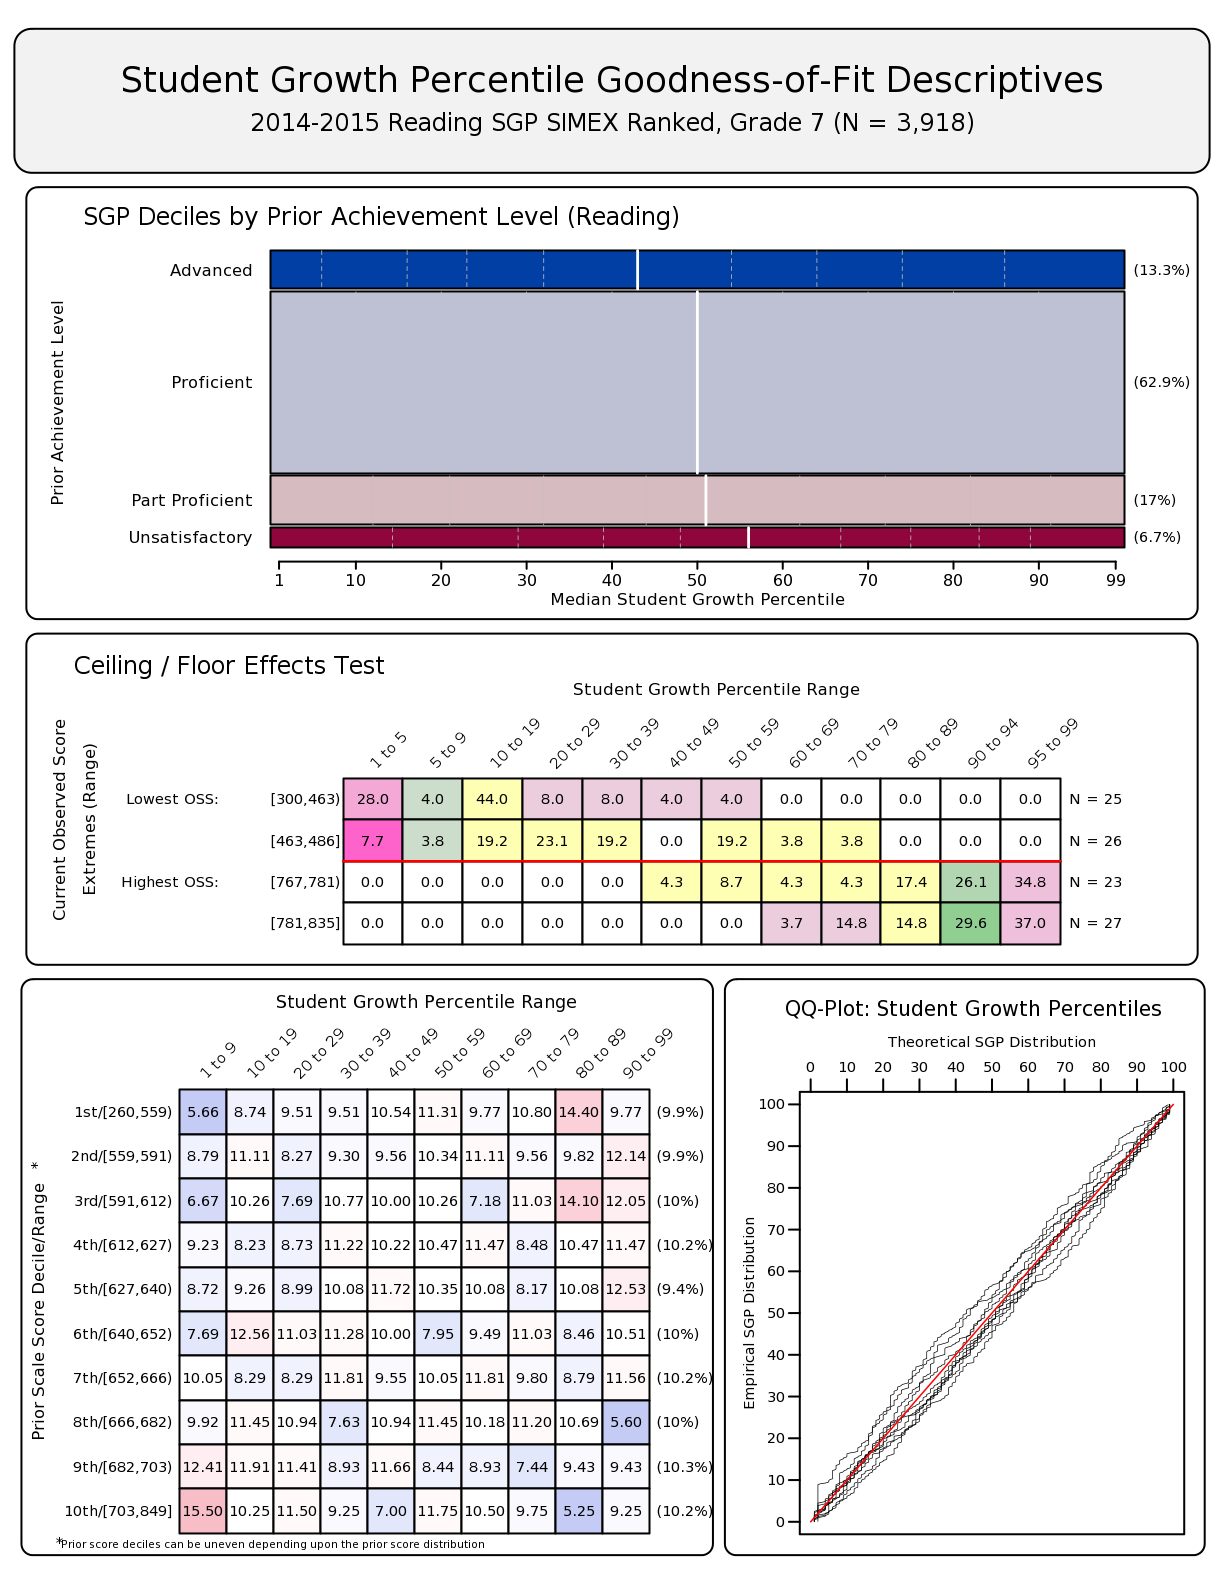 Student Growth Percentile Goodness-of-Fit Descriptives
2014-2015 Reading SGP SIMEX Ranked, Grade 7 (N = 3,918)
SGP Deciles by Prior Achievement Level (Reading)
Prior Achievement Level
Advanced (13.3%)
Proficient (62.9%)
Part Proficient (17%)
Unsatisfactory (6.7%)
1 10 20 30 40 50 60 70 80 90 99
Median Student Growth Percentile
Ceiling / Floor Effects Test
Student Growth Percentile Range
Current Observed Score
Extremes (Range)
1 to 5 5 to 9 10 to 19 20 to 29 30 to 39 40 to 49 50 to 59 60 to 69 70 to 79 80 to 89 90 to 94 95 to 99
Lowest OSS: [300,463) 28.0 4.0 44.0 8.0 8.0 4.0 4.0 0.0 0.0 0.0 0.0 0.0 N = 25
[463,486] 7.7 3.8 19.2 23.1 19.2 0.0 19.2 3.8 3.8 0.0 0.0 0.0 N = 26
Highest OSS: [767,781) 0.0 0.0 0.0 0.0 0.0 4.3 8.7 4.3 4.3 17.4 26.1 34.8 N = 23
[781,835] 0.0 0.0 0.0 0.0 0.0 0.0 0.0 3.7 14.8 14.8 29.6 37.0 N = 27
Student Growth Percentile Range
Prior Scale Score Decile/Range *
1 to 9 10 to 19 20 to 29 30 to 39 40 to 49 50 to 59 60 to 69 70 to 79 80 to 89 90 to 99
1st/[260,559) 5.66 8.74 9.51 9.51 10.54 11.31 9.77 10.80 14.40 9.77 (9.9%)
2nd/[559,591) 8.79 11.11 8.27 9.30 9.56 10.34 11.11 9.56 9.82 12.14 (9.9%)
3rd/[591,612) 6.67 10.26 7.69 10.77 10.00 10.26 7.18 11.03 14.10 12.05 (10%)
4th/[612,627) 9.23 8.23 8.73 11.22 10.22 10.47 11.47 8.48 10.47 11.47 (10.2%)
5th/[627,640) 8.72 9.26 8.99 10.08 11.72 10.35 10.08 8.17 10.08 12.53 (9.4%)
6th/[640,652) 7.69 12.56 11.03 11.28 10.00 7.95 9.49 11.03 8.46 10.51 (10%)
7th/[652,666) 10.05 8.29 8.29 11.81 9.55 10.05 11.81 9.80 8.79 11.56 (10.2%)
8th/[666,682) 9.92 11.45 10.94 7.63 10.94 11.45 10.18 11.20 10.69 5.60 (10%)
9th/[682,703) 12.41 11.91 11.41 8.93 11.66 8.44 8.93 7.44 9.43 9.43 (10.3%)
10th/[703,849] 15.50 10.25 11.50 9.25 7.00 11.75 10.50 9.75 5.25 9.25 (10.2%)
*Prior score deciles can be uneven depending upon the prior score distribution
QQ-Plot: Student Growth Percentiles
Theoretical SGP Distribution
0 10 20 30 40 50 60 70 80 90 100
Empirical SGP Distribution
100
90
80
70
60
50
40
30
20
10
0